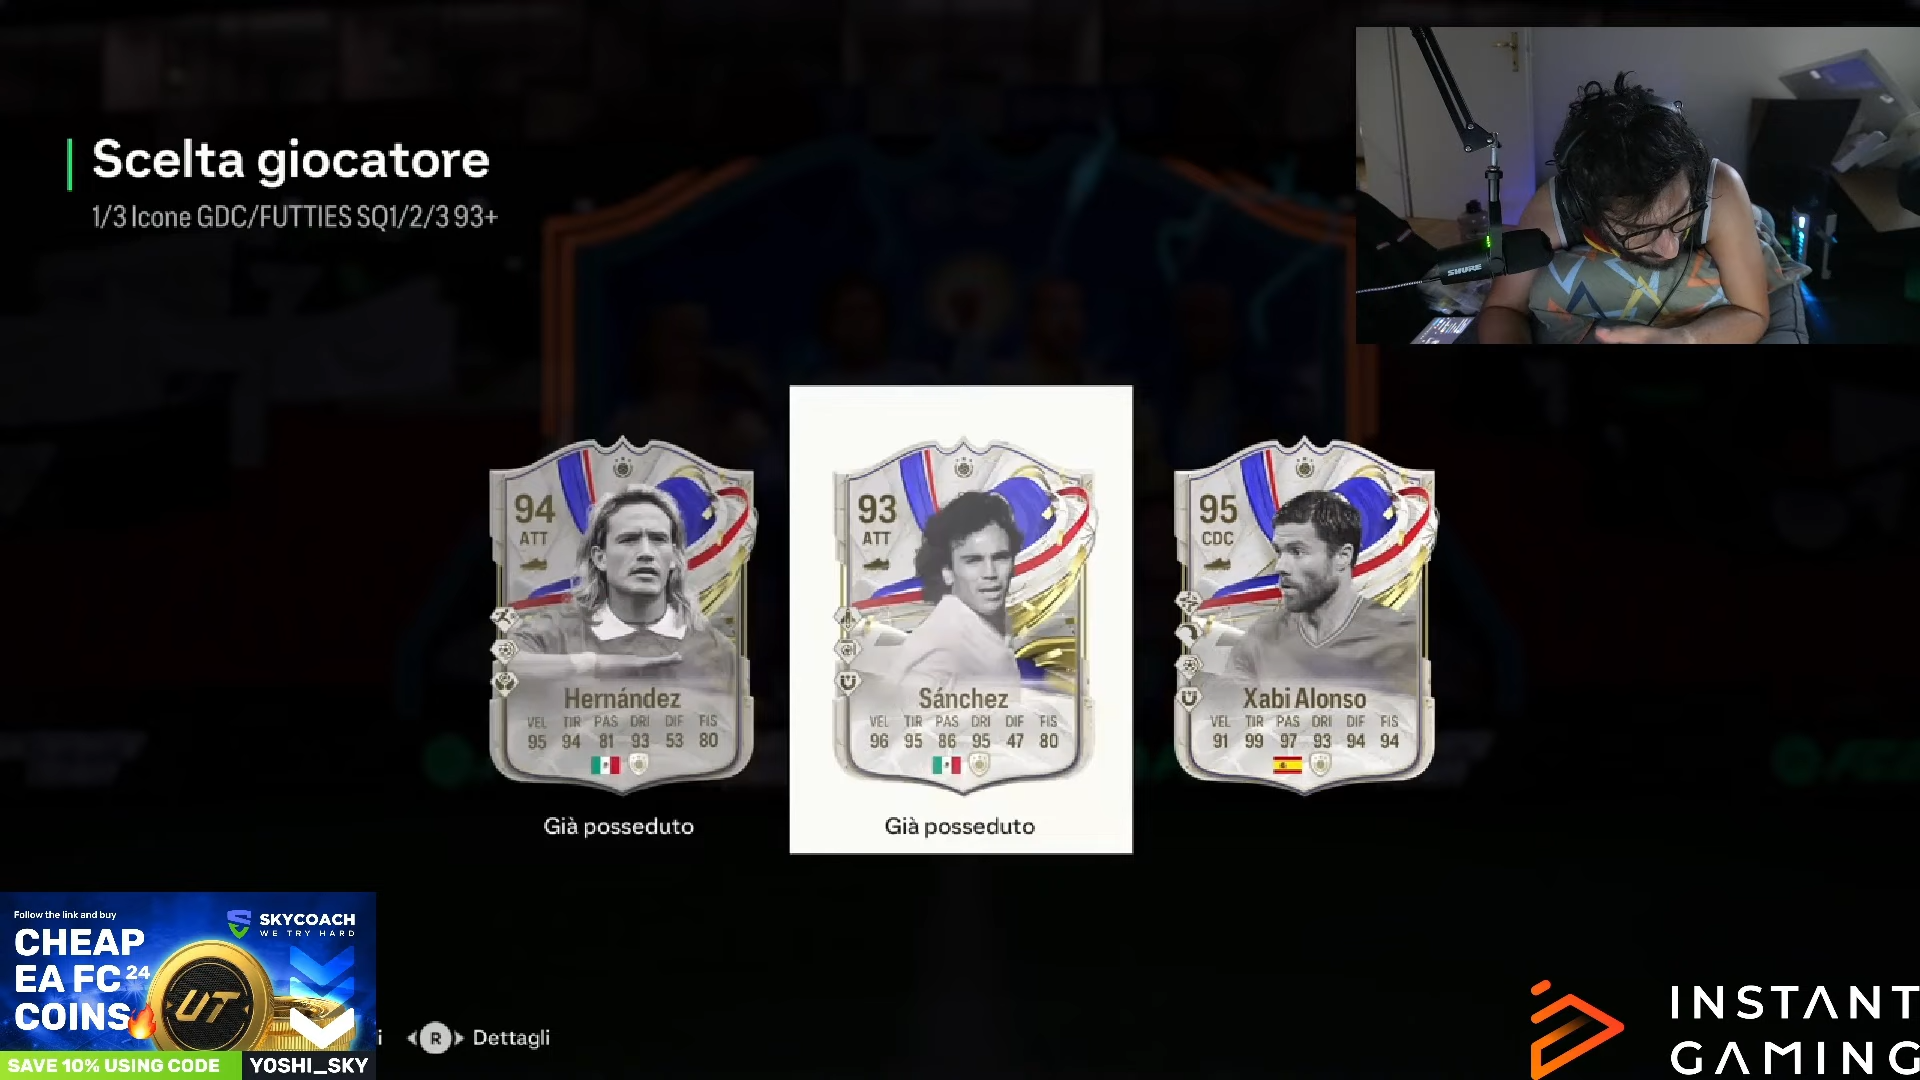 Scelta giocatore
1/3 Icone GDC/FUTTIES SQ1/2/3 93+
SHURE
94
ATT
Hernández
VEL TIR PAS DRI DIF FIS
95 94 81 93 53 80
Già posseduto
93
ATT
Sánchez
VEL TIR PAS DRI DIF FIS
96 95 86 95 47 80
Già posseduto
95
CDC
Xabi Alonso
VEL TIR PAS DRI DIF FIS
91 99 97 93 94 94
Follow the link and buy
SKYCOACH
WE TRY HARD
CHEAP
EA FC 24
COINS
UT
SAVE 10% USING CODE
YOSHI_SKY
R Dettagli
INSTANT
GAMING